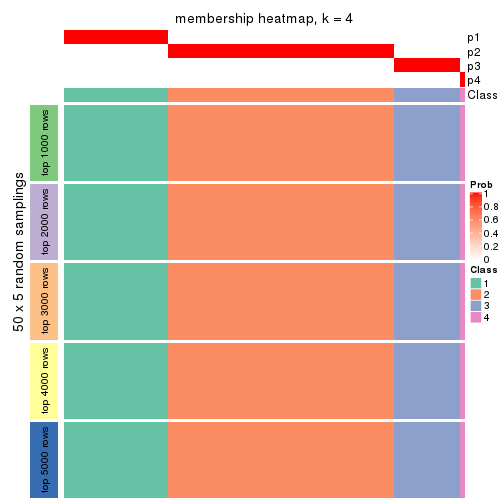 membership heatmap, k = 4
p1
p2
p3
p4
Class
50 x 5 random samplings
top 1000 rows
top 2000 rows
top 3000 rows
top 4000 rows
top 5000 rows
Prob
1
0.8
0.6
0.4
0.2
0
Class
1
2
3
4